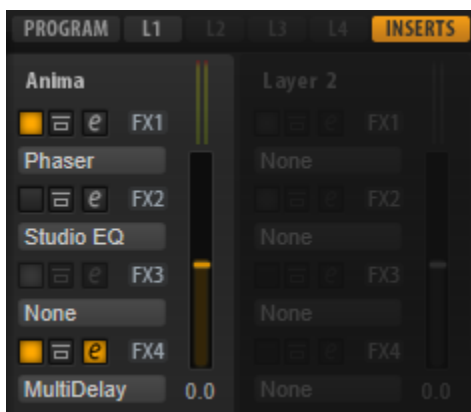 PROGRAM L1 L2 L3 L4 INSERTS
Anima Layer 2
e FX1 e FX1
Phaser None
e FX2 e FX2
Studio EQ None
e FX3 e FX3
None None
e FX4 e FX4
MultiDelay 0.0 None 0.0